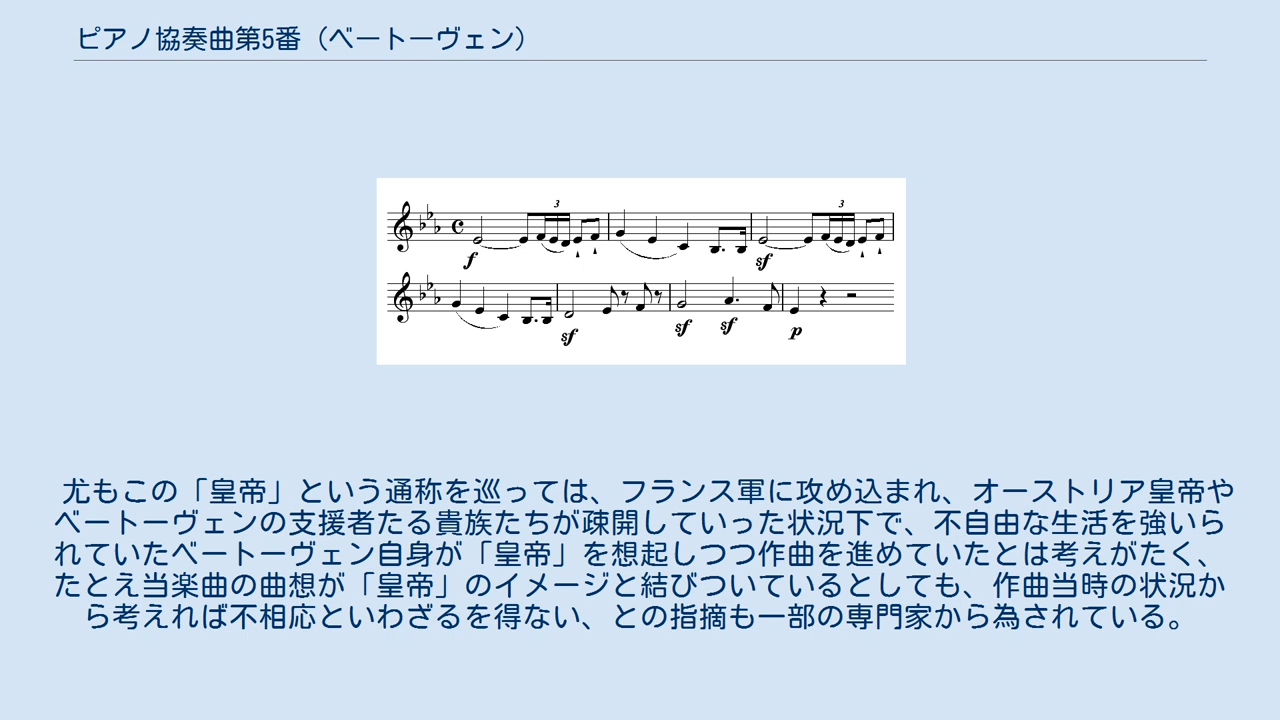 ピアノ協奏曲第5番（ベートーヴェン）
3
3
f
sf
sf
sf
sf
p
尤もこの「皇帝」という通称を巡っては、フランス軍に攻め込まれ、オーストリア皇帝や
ベートーヴェンの支援者たる貴族たちが疎開していった状況下で、不自由な生活を強いら
れていたベートーヴェン自身が「皇帝」を想起しつつ作曲を進めていたとは考えがたく、
たとえ当楽曲の曲想が「皇帝」のイメージと結びついているとしても、作曲当時の状況か
ら考えれば不相応といわざるを得ない、との指摘も一部の専門家から為されている。